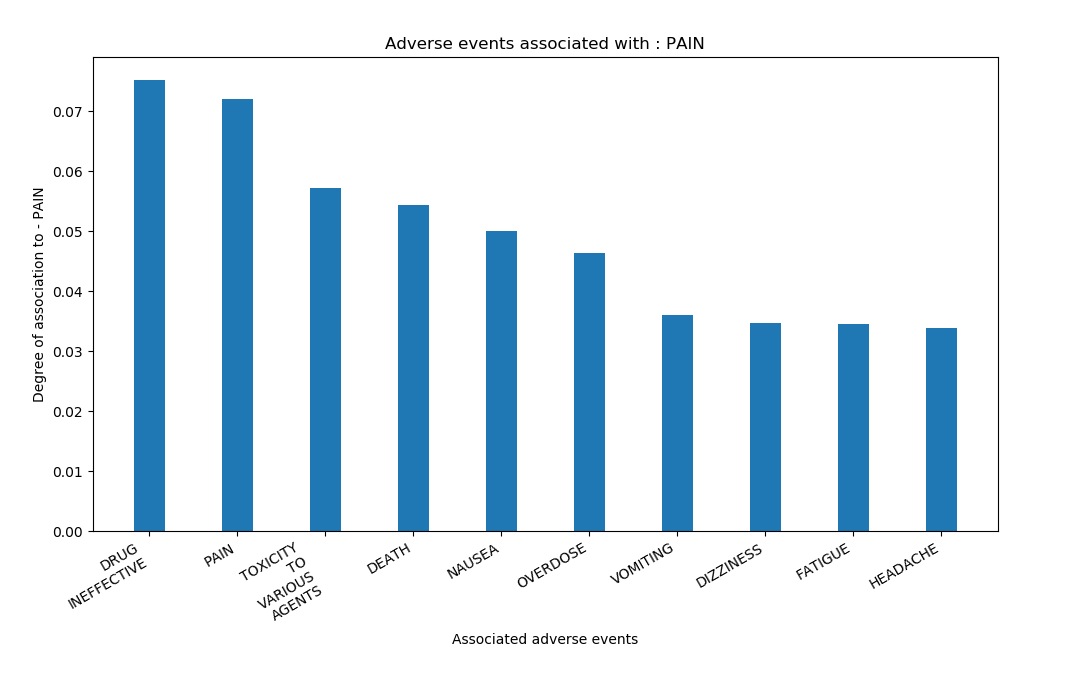 Adverse events associated with : PAIN
Degree of association to - PAIN
0.07
0.06
0.05
0.04
0.03
0.02
0.01
0.00
DRUG
INEFFECTIVE
PAIN
TOXICITY
TO
VARIOUS
AGENTS
DEATH
NAUSEA
OVERDOSE
VOMITING
DIZZINESS
FATIGUE
HEADACHE
Associated adverse events